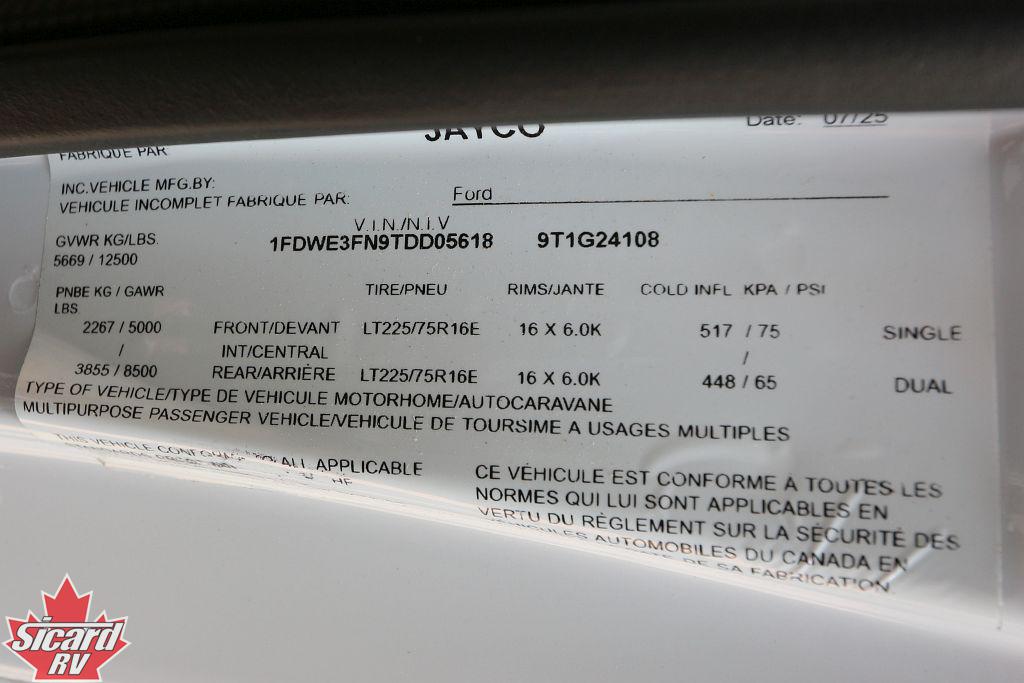 JAYCO Date: 07/25
FABRIQUE PAR
INC.VEHICLE MFG.BY:
VEHICULE INCOMPLET FABRIQUE PAR: Ford
V.I.N./N.I.V
GVWR KG/LBS. 1FDWE3FN9TDD05618 9T1G24108
5669 / 12500
PNBE KG / GAWR TIRE/PNEU RIMS/JANTE COLD INFL KPA / PSI
LBS
2267 / 5000 FRONT/DEVANT LT225/75R16E 16 X 6.0K 517 / 75 SINGLE
/ INT/CENTRAL /
3855 / 8500 REAR/ARRIÈRE LT225/75R16E 16 X 6.0K 448 / 65 DUAL
TYPE OF VEHICLE/TYPE DE VEHICULE MOTORHOME/AUTOCARAVANE
MULTIPURPOSE PASSENGER VEHICLE/VEHICULE DE TOURSIME A USAGES MULTIPLES
THIS VEHICLE ALL APPLICABLE
CE VÉHICULE EST CONFORME À TOUTES LES
NORMES QUI LUI SONT APPLICABLES EN
VERTU DU RÈGLEMENT SUR LA SÉCURITÉ DES
VÉHICULES AUTOMOBILES DU CANADA EN
DE SA FABRICATION.
Sicard
RV